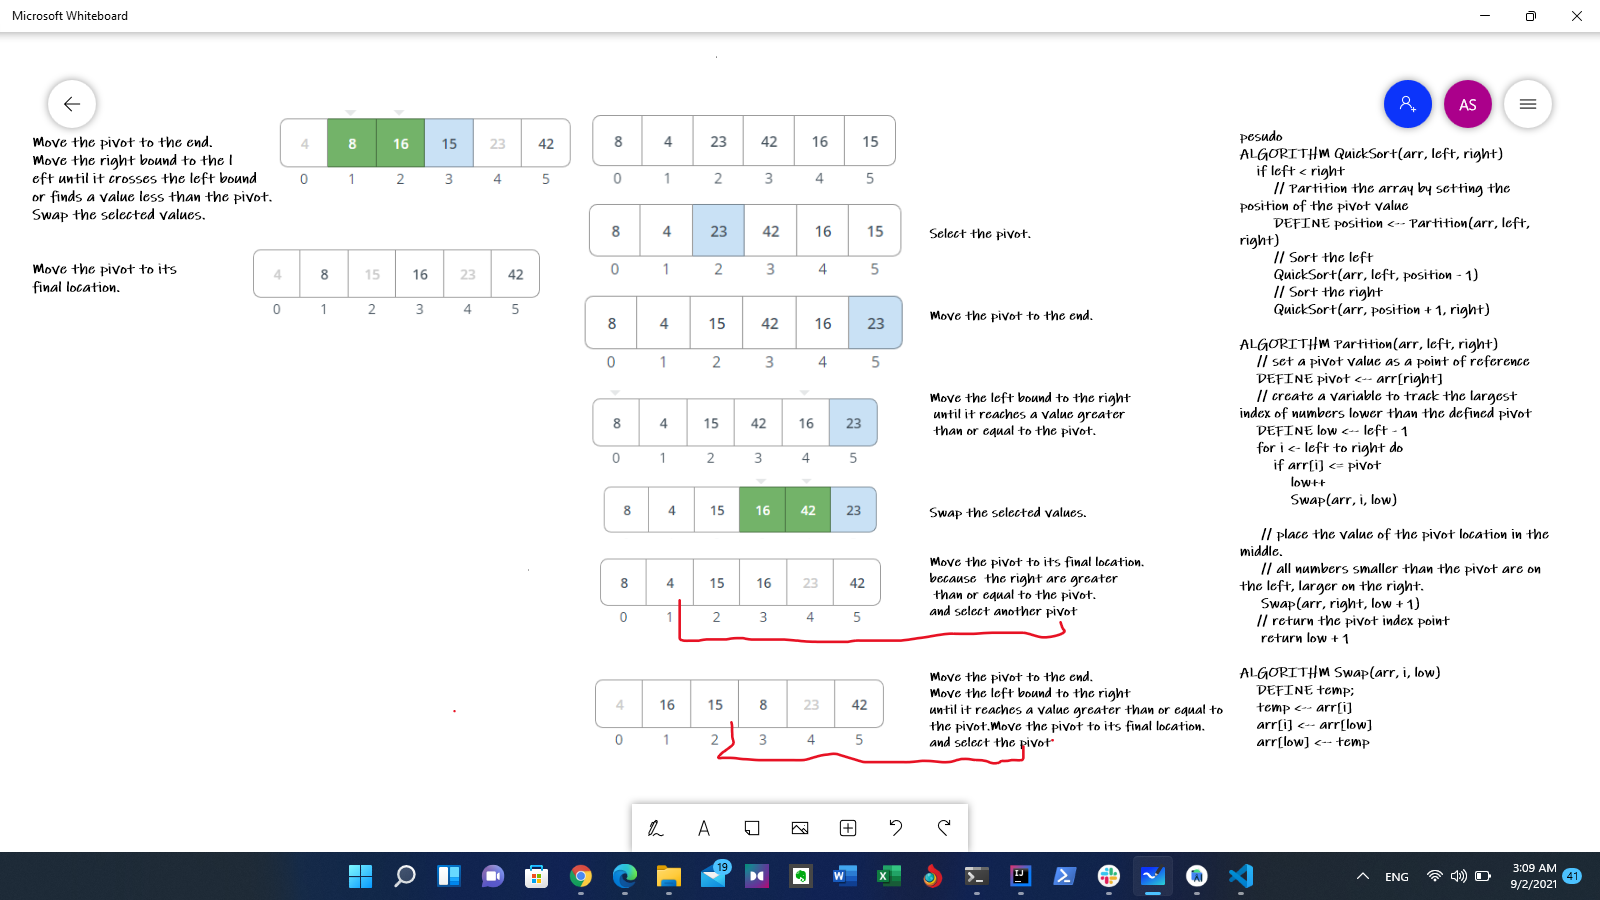 Microsoft Whiteboard
AS
Move the pivot to the end.
Move the right bound to the l
eft until it crosses the left bound
or finds a value less than the pivot.
Swap the selected values.
4 8 16 15 23 42
0 1 2 3 4 5
Move the pivot to its
final location.
4 8 15 16 23 42
0 1 2 3 4 5
8 4 23 42 16 15
0 1 2 3 4 5
8 4 23 42 16 15
0 1 2 3 4 5
Select the pivot.
8 4 15 42 16 23
0 1 2 3 4 5
Move the pivot to the end.
8 4 15 42 16 23
0 1 2 3 4 5
Move the left bound to the right
until it reaches a value greater
than or equal to the pivot.
8 4 15 16 42 23
Swap the selected values.
8 4 15 16 23 42
0 1 2 3 4 5
Move the pivot to its final location.
because the right are greater
than or equal to the pivot.
and select another pivot
4 16 15 8 23 42
0 1 2 3 4 5
Move the pivot to the end.
Move the left bound to the right
until it reaches a value greater than or equal to
the pivot.Move the pivot to its final location.
and select the pivot
pesudo
ALGORITHM QuickSort(arr, left, right)
if left < right
// Partition the array by setting the
position of the pivot value
DEFINE position <-- Partition(arr, left,
right)
// Sort the left
QuickSort(arr, left, position - 1)
// Sort the right
QuickSort(arr, position + 1, right)
ALGORITHM Partition(arr, left, right)
// set a pivot value as a point of reference
DEFINE pivot <-- arr[right]
// create a variable to track the largest
index of numbers lower than the defined pivot
DEFINE low <-- left - 1
for i <- left to right do
if arr[i] <= pivot
low++
Swap(arr, i, low)
// place the value of the pivot location in the
middle.
// all numbers smaller than the pivot are on
the left, larger on the right.
Swap(arr, right, low + 1)
// return the pivot index point
return low + 1
ALGORITHM Swap(arr, i, low)
DEFINE temp;
temp <-- arr[i]
arr[i] <-- arr[low]
arr[low] <-- temp
19
ENG
3:09 AM
9/2/2021
41